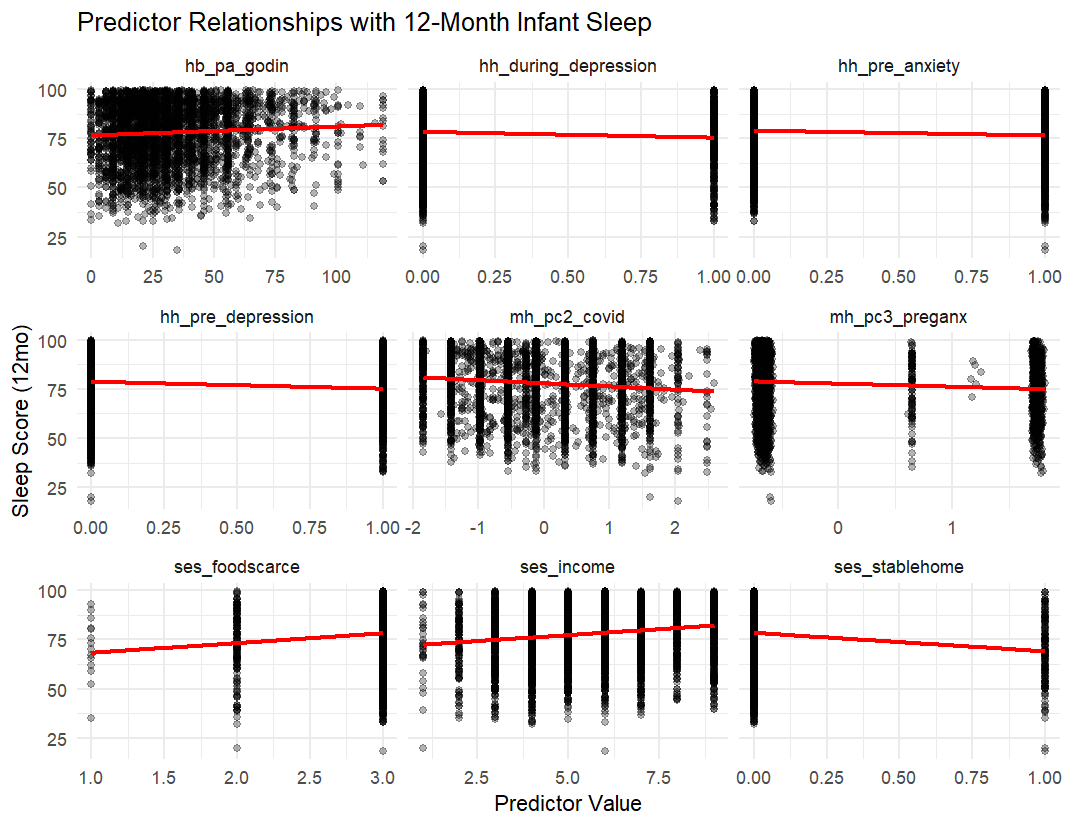 Predictor Relationships with 12-Month Infant Sleep
hb_pa_godin hh_during_depression hh_pre_anxiety
100
75
50
25
0 25 50 75 100 0.00 0.25 0.50 0.75 1.00 0.00 0.25 0.50 0.75 1.00
hh_pre_depression mh_pc2_covid mh_pc3_preganx
100
75
50
25
0.00 0.25 0.50 0.75 1.00 -2 -1 0 1 2 0 1
Sleep Score (12mo)
ses_foodscarce ses_income ses_stablehome
100
75
50
25
1.0 1.5 2.0 2.5 3.0 2.5 5.0 7.5 0.00 0.25 0.50 0.75 1.00
Predictor Value